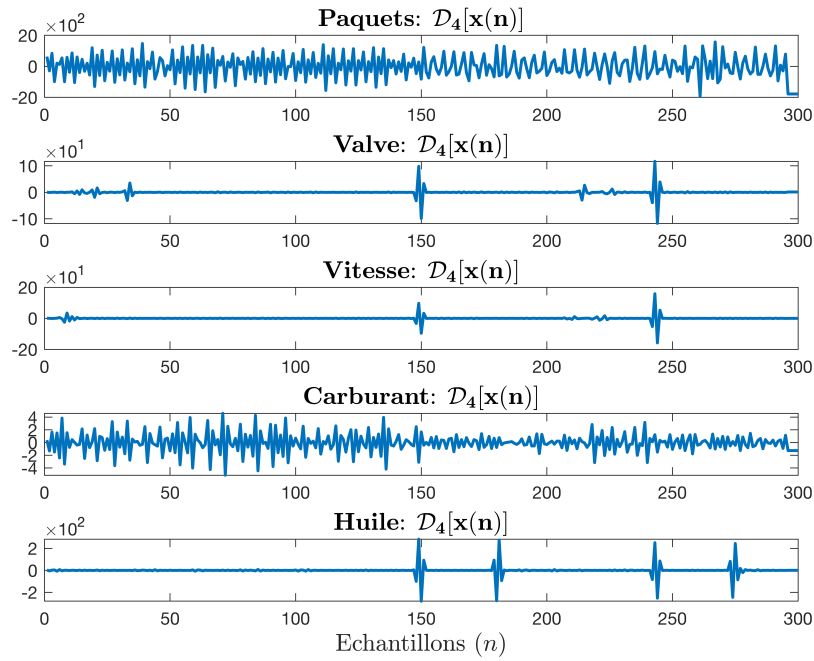 Paquets: 𝒟₄[x(n)]
×10²
20
0
-20
0 50 100 150 200 250 300
Valve: 𝒟₄[x(n)]
×10¹
10
0
-10
0 50 100 150 200 250 300
Vitesse: 𝒟₄[x(n)]
×10¹
20
0
20
0 50 100 150 200 250 300
Carburant: 𝒟₄[x(n)]
4
2
0
-2
-4
0 50 100 150 200 250 300
Huile: 𝒟₄[x(n)]
×10²
2
0
-2
0 50 100 150 200 250 300
Echantillons (n)